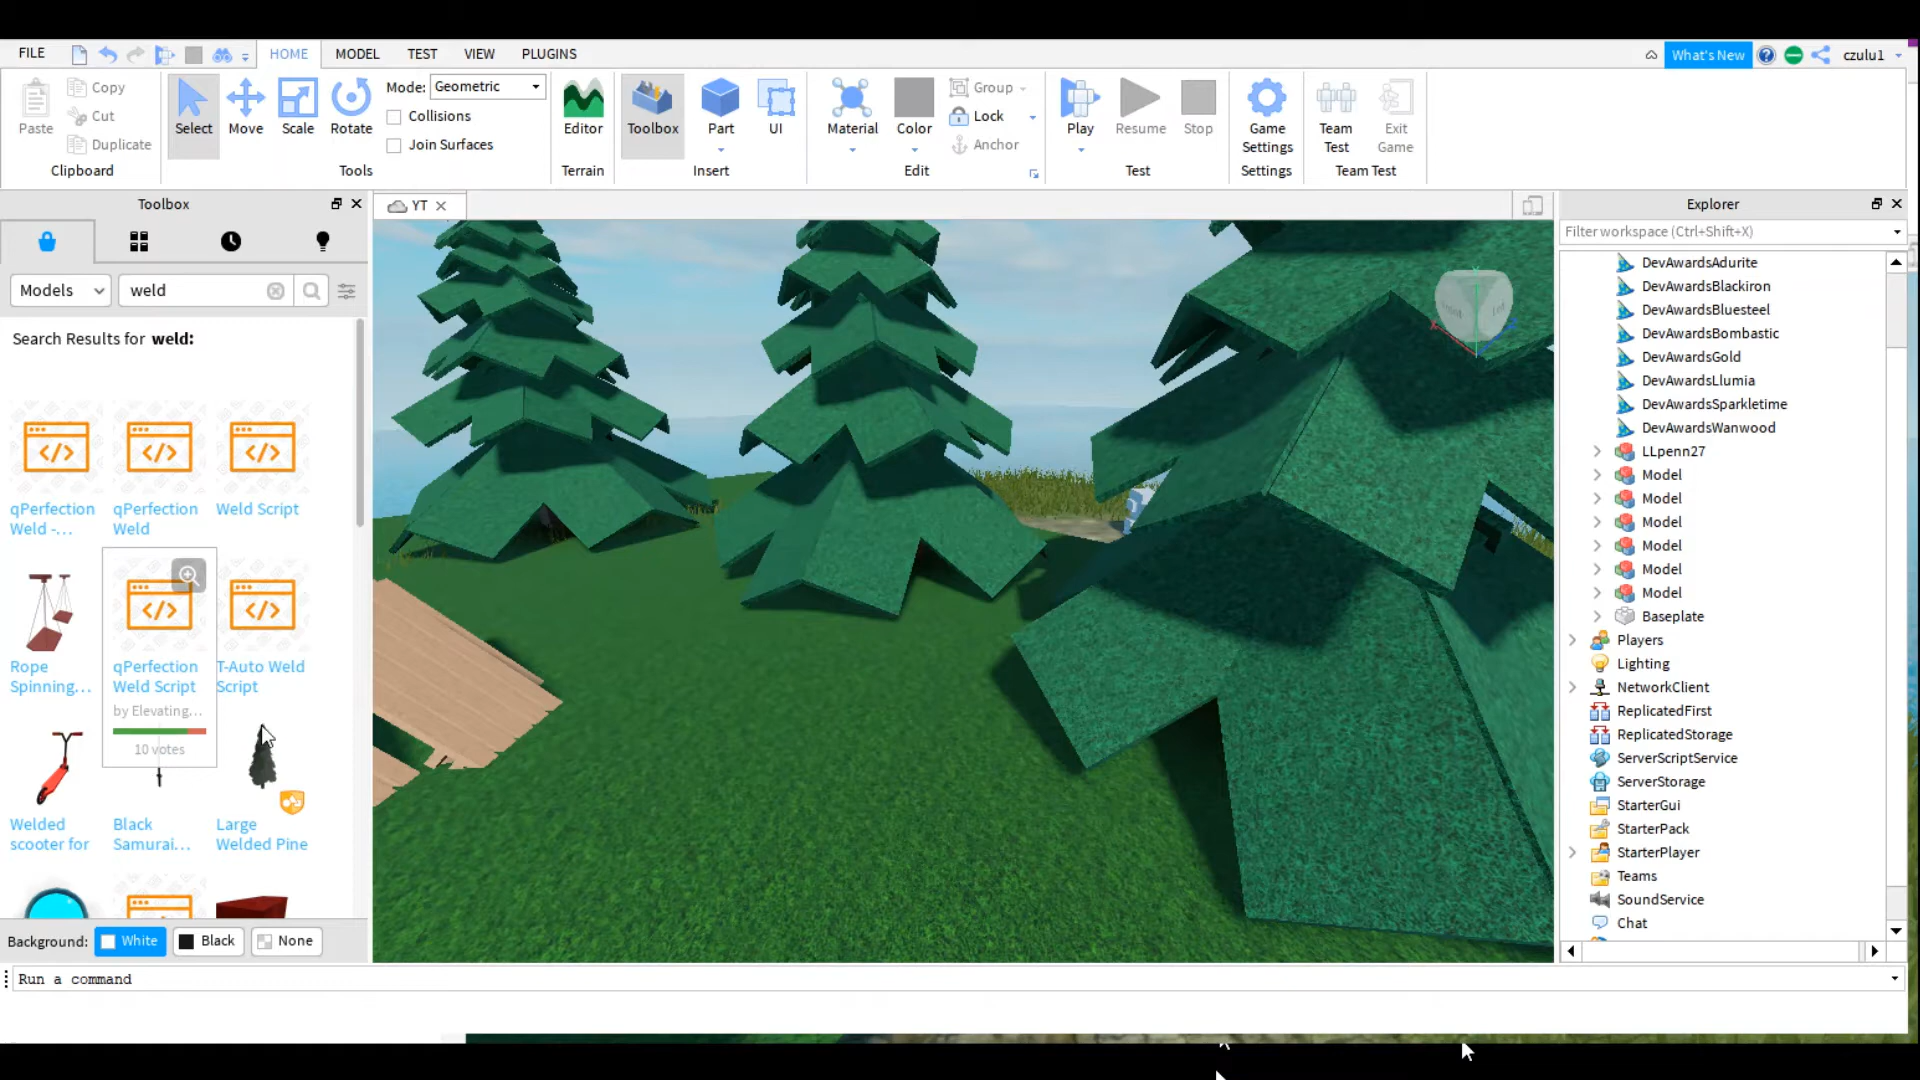 FILE
HOME
MODEL
TEST
VIEW
PLUGINS
What's New
czulu1
Paste
Copy
Cut
Duplicate
Clipboard
Select
Move
Scale
Rotate
Mode: Geometric
Collisions
Join Surfaces
Tools
Editor
Terrain
Toolbox
Part
UI
Insert
Material
Color
Group
Lock
Anchor
Edit
Play
Resume
Stop
Test
Game
Settings
Settings
Team
Test
Exit
Game
Team Test
Toolbox
YT
Explorer
Models
weld
Search Results for weld:
qPerfection
Weld -...
qPerfection
Weld
Weld Script
Rope
Spinning...
qPerfection
Weld Script
by Elevating...
10 votes
T-Auto Weld
Script
Welded
scooter for
Black
Samurai...
Large
Welded Pine
Background:
White
Black
None
Run a command
Filter workspace (Ctrl+Shift+X)
DevAwardsAdurite
DevAwardsBlackiron
DevAwardsBluesteel
DevAwardsBombastic
DevAwardsGold
DevAwardsLlumia
DevAwardsSparkletime
DevAwardsWanwood
LLpenn27
Model
Model
Model
Model
Model
Model
Baseplate
Players
Lighting
NetworkClient
ReplicatedFirst
ReplicatedStorage
ServerScriptService
ServerStorage
StarterGui
StarterPack
StarterPlayer
Teams
SoundService
Chat